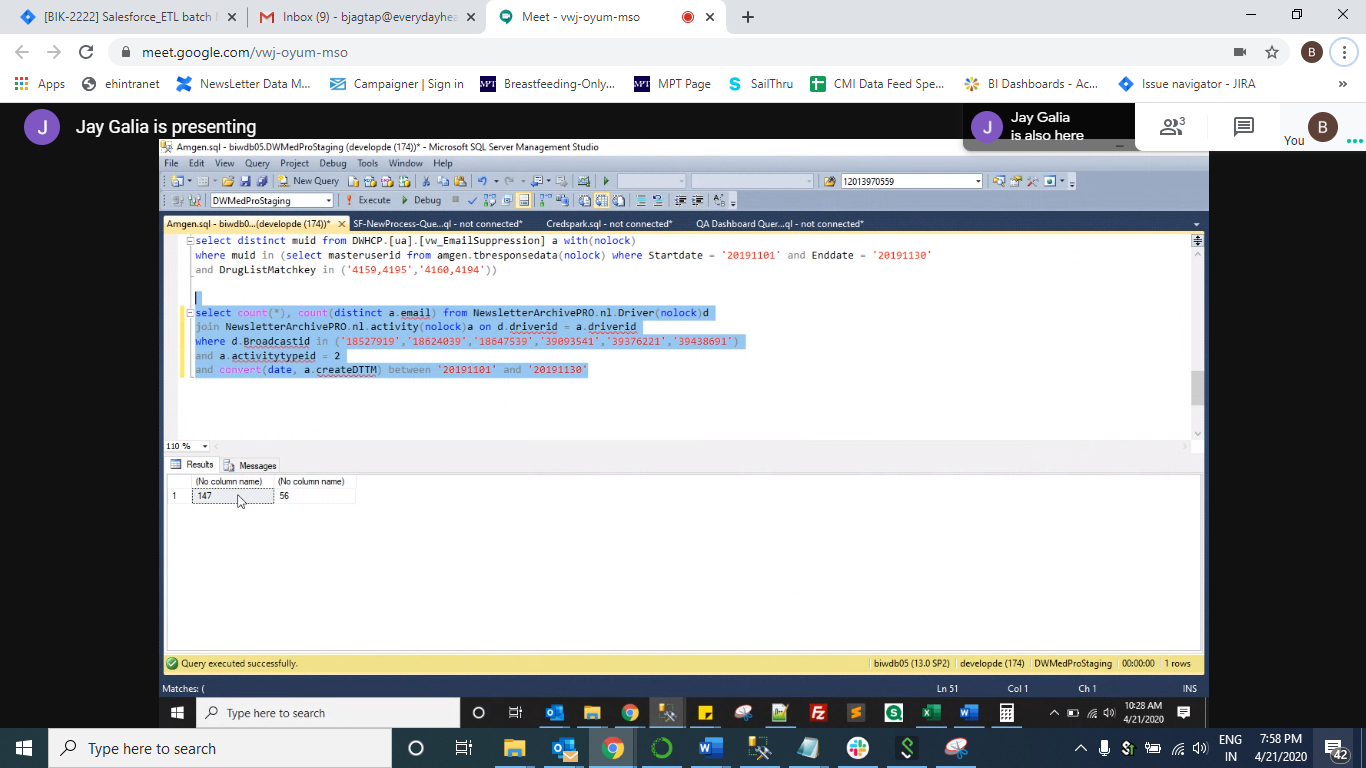 [BIK-2222] Salesforce_ETL batch
Inbox (9) - bjagtap@everydayhea
Meet - vwj-oyum-mso
meet.google.com/vwj-oyum-mso
B
Apps
ehintranet
NewsLetter Data M...
Campaigner | Sign in
MPT
Breastfeeding-Only...
MPT
MPT Page
S
SailThru
CMI Data Feed Spe...
BI Dashboards - Ac...
Issue navigator - JIRA
»
J
Jay Galia is presenting
J
Jay Galia
is also here
3
You
B
Amgen.sql - biwdb05.DWMedProStaging (developde (174))* - Microsoft SQL Server Management Studio
File Edit View Query Project Debug Tools Window Help
New Query
12013970559
DWMedProStaging
Execute
Debug
Amgen.sql - biwdb0...(developde (174))*
SF-NewProcess-Que...ql - not connected*
Credspark.sql - not connected*
QA Dashboard Quer...ql - not connected*
select distinct muid from DWHCP.[ua].[vw_EmailSuppression] a with(nolock)
where muid in (select masteruserid from amgen.tbresponsedata(nolock) where Startdate = '20191101' and Enddate = '20191130'
and DrugListMatchkey in ('4159,4195','4160,4194'))
select count(*), count(distinct a.email) from NewsletterArchivePRO.nl.Driver(nolock)d
join NewsletterArchivePRO.nl.activity(nolock)a on d.driverid = a.driverid
where d.Broadcastid in ('18527919','18624039','18647539','39093541','39376221','39438691')
and a.activitytypeid = 2
and convert(date, a.createDTTM) between '20191101' and '20191130'
110 %
Results
Messages
(No column name) (No column name)
1 147 56
Query executed successfully.
biwdb05 (13.0 SP2)
developde (174)
DWMedProStaging
00:00:00
1 rows
Matches: (
Ln 51
Col 1
Ch 1
INS
Type here to search
10:28 AM
4/21/2020
Type here to search
ENG
IN
7:58 PM
4/21/2020
42